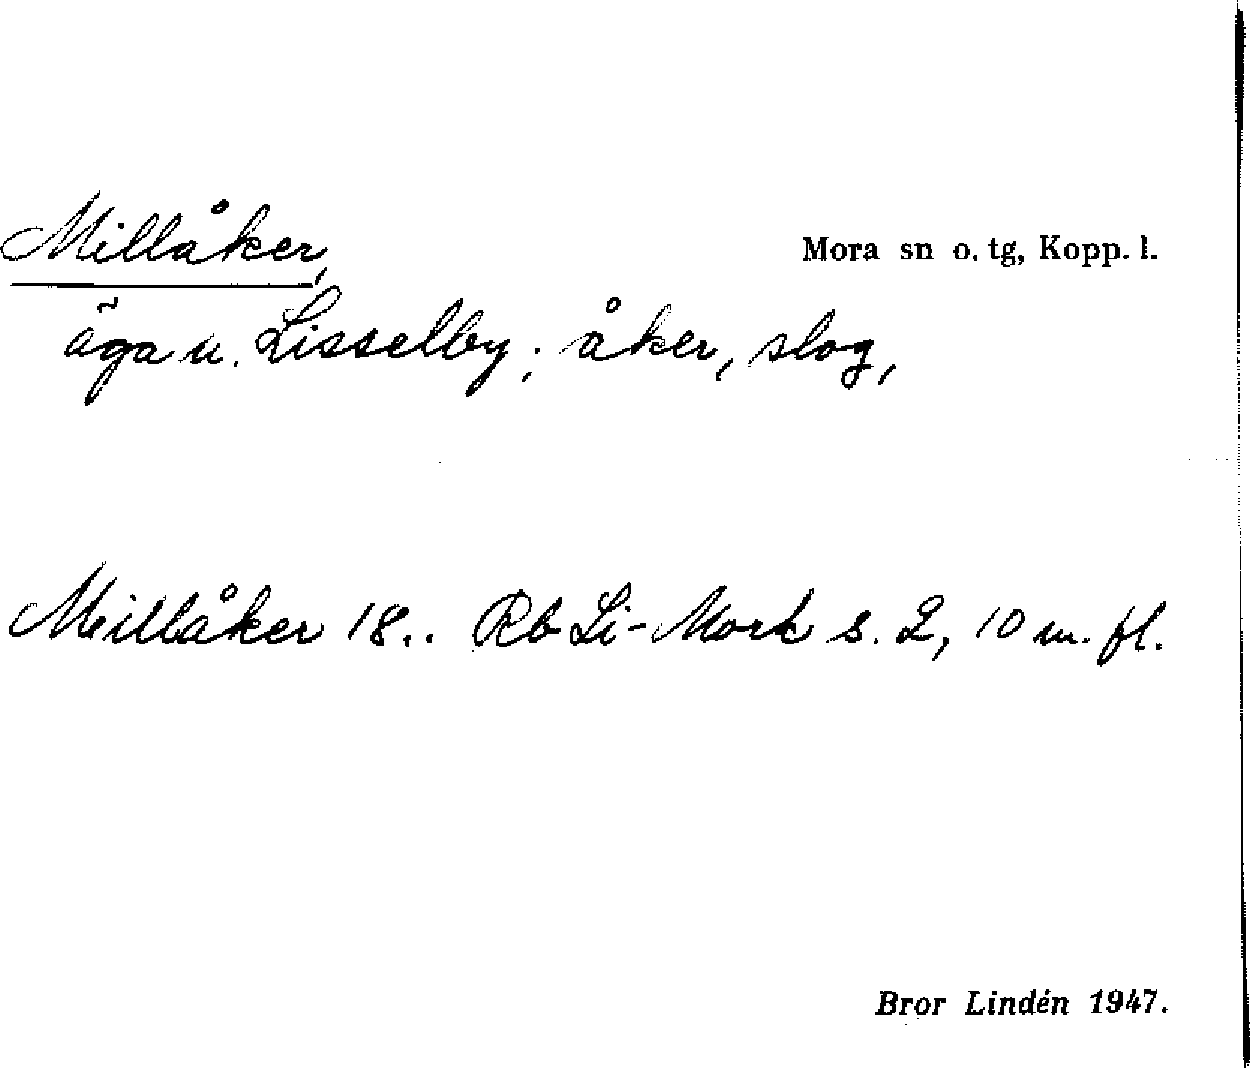 Millåker,
Mora sn o. tg, Kopp. l.
äga u. Lisselby; åker, slog,
Millåker 18.. Rb Li-Mork s. 2, 10 m. fl.
Bror Lindén 1947.